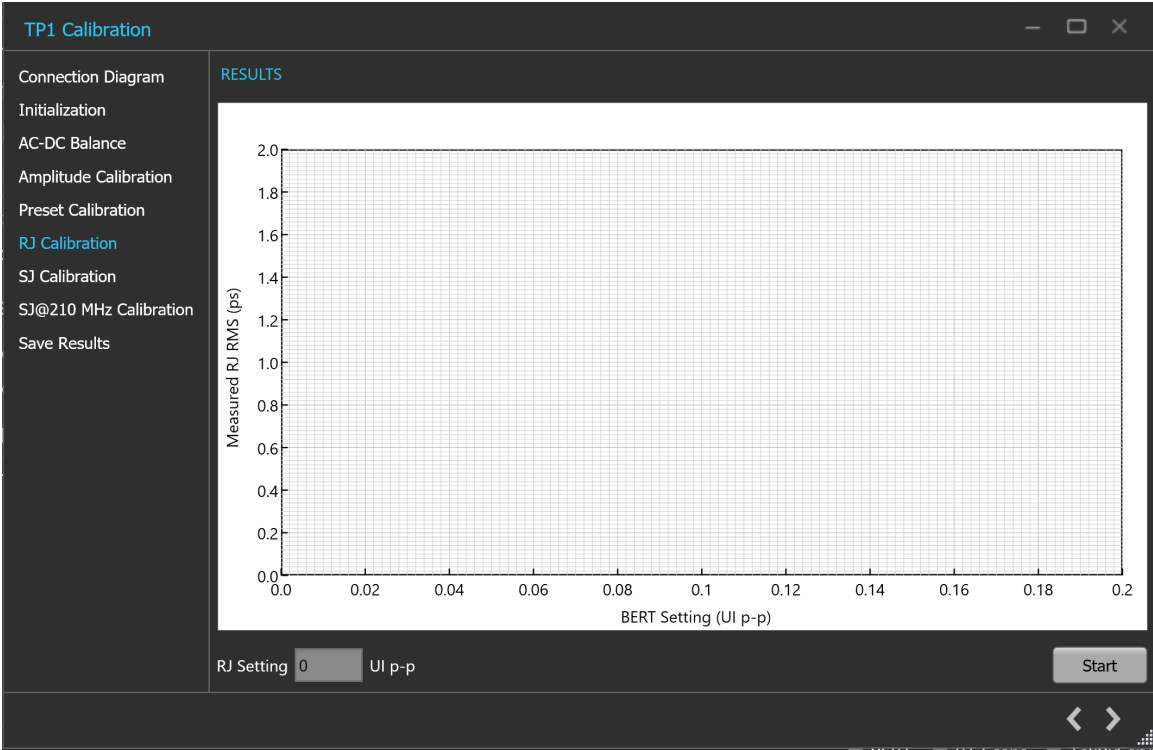 TP1 Calibration
Connection Diagram
Initialization
AC-DC Balance
Amplitude Calibration
Preset Calibration
RJ Calibration
SJ Calibration
SJ@210 MHz Calibration
Save Results
RESULTS
Measured RJ RMS (ps)
2.0
1.8
1.6
1.4
1.2
1.0
0.8
0.6
0.4
0.2
0.0
0.0 0.02 0.04 0.06 0.08 0.1 0.12 0.14 0.16 0.18 0.2
BERT Setting (UI p-p)
RJ Setting 0 UI p-p
Start